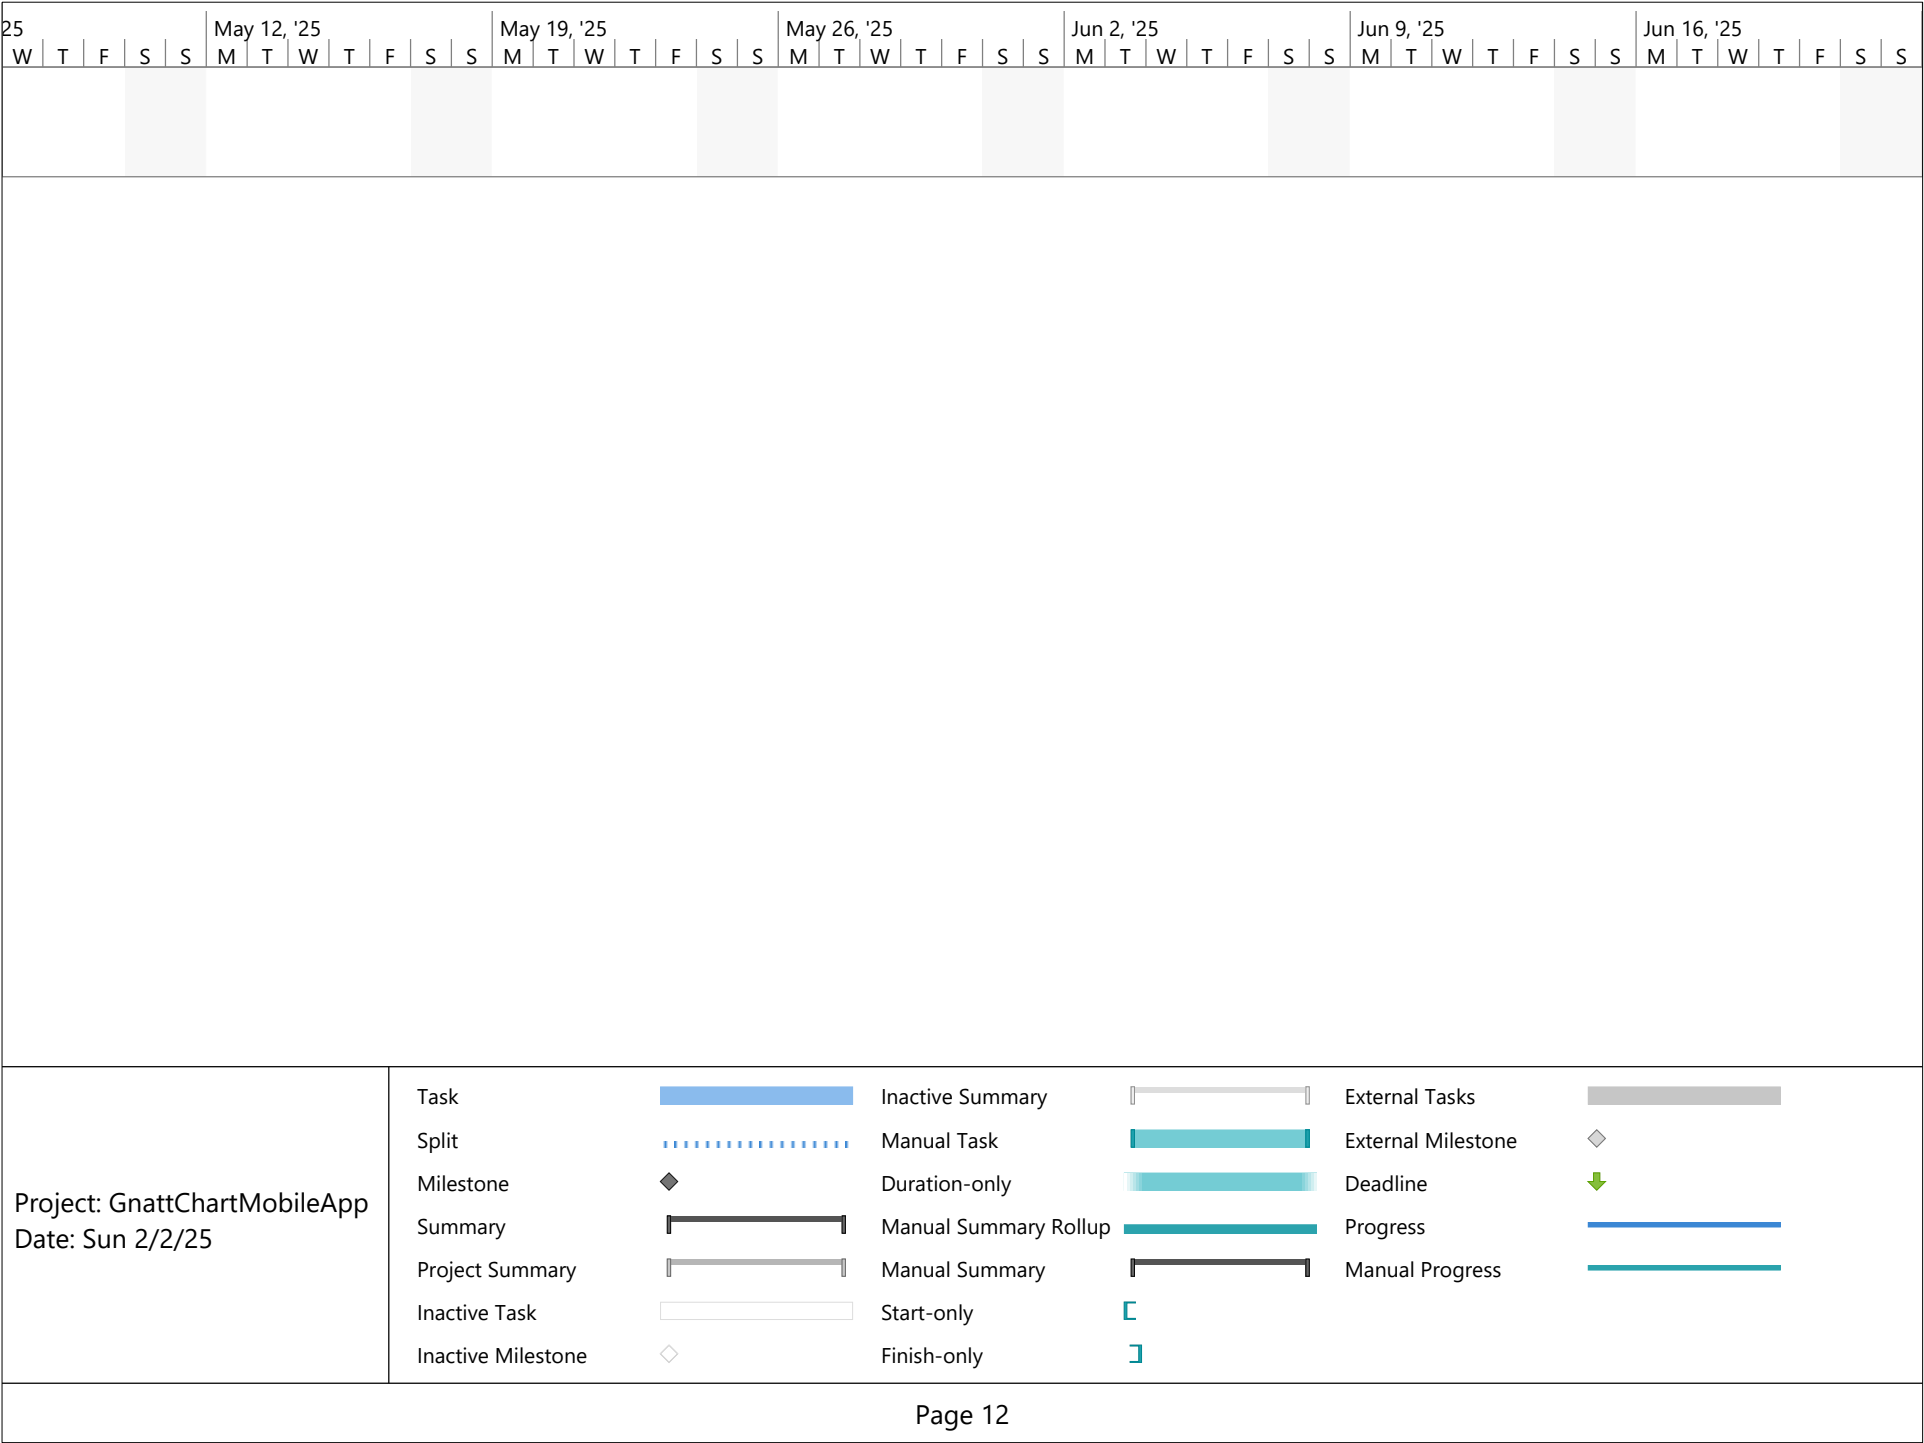 25 May 12, '25 May 19, '25 May 26, '25 Jun 2, '25 Jun 9, '25 Jun 16, '25
W T F S S M T W T F S S M T W T F S S M T W T F S S M T W T F S S M T W T F S S M T W T F S S
Task Inactive Summary External Tasks
Split Manual Task External Milestone
Milestone Duration-only Deadline
Project: GnattChartMobileApp
Date: Sun 2/2/25
Summary Manual Summary Rollup Progress
Project Summary Manual Summary Manual Progress
Inactive Task Start-only
Inactive Milestone Finish-only
Page 12